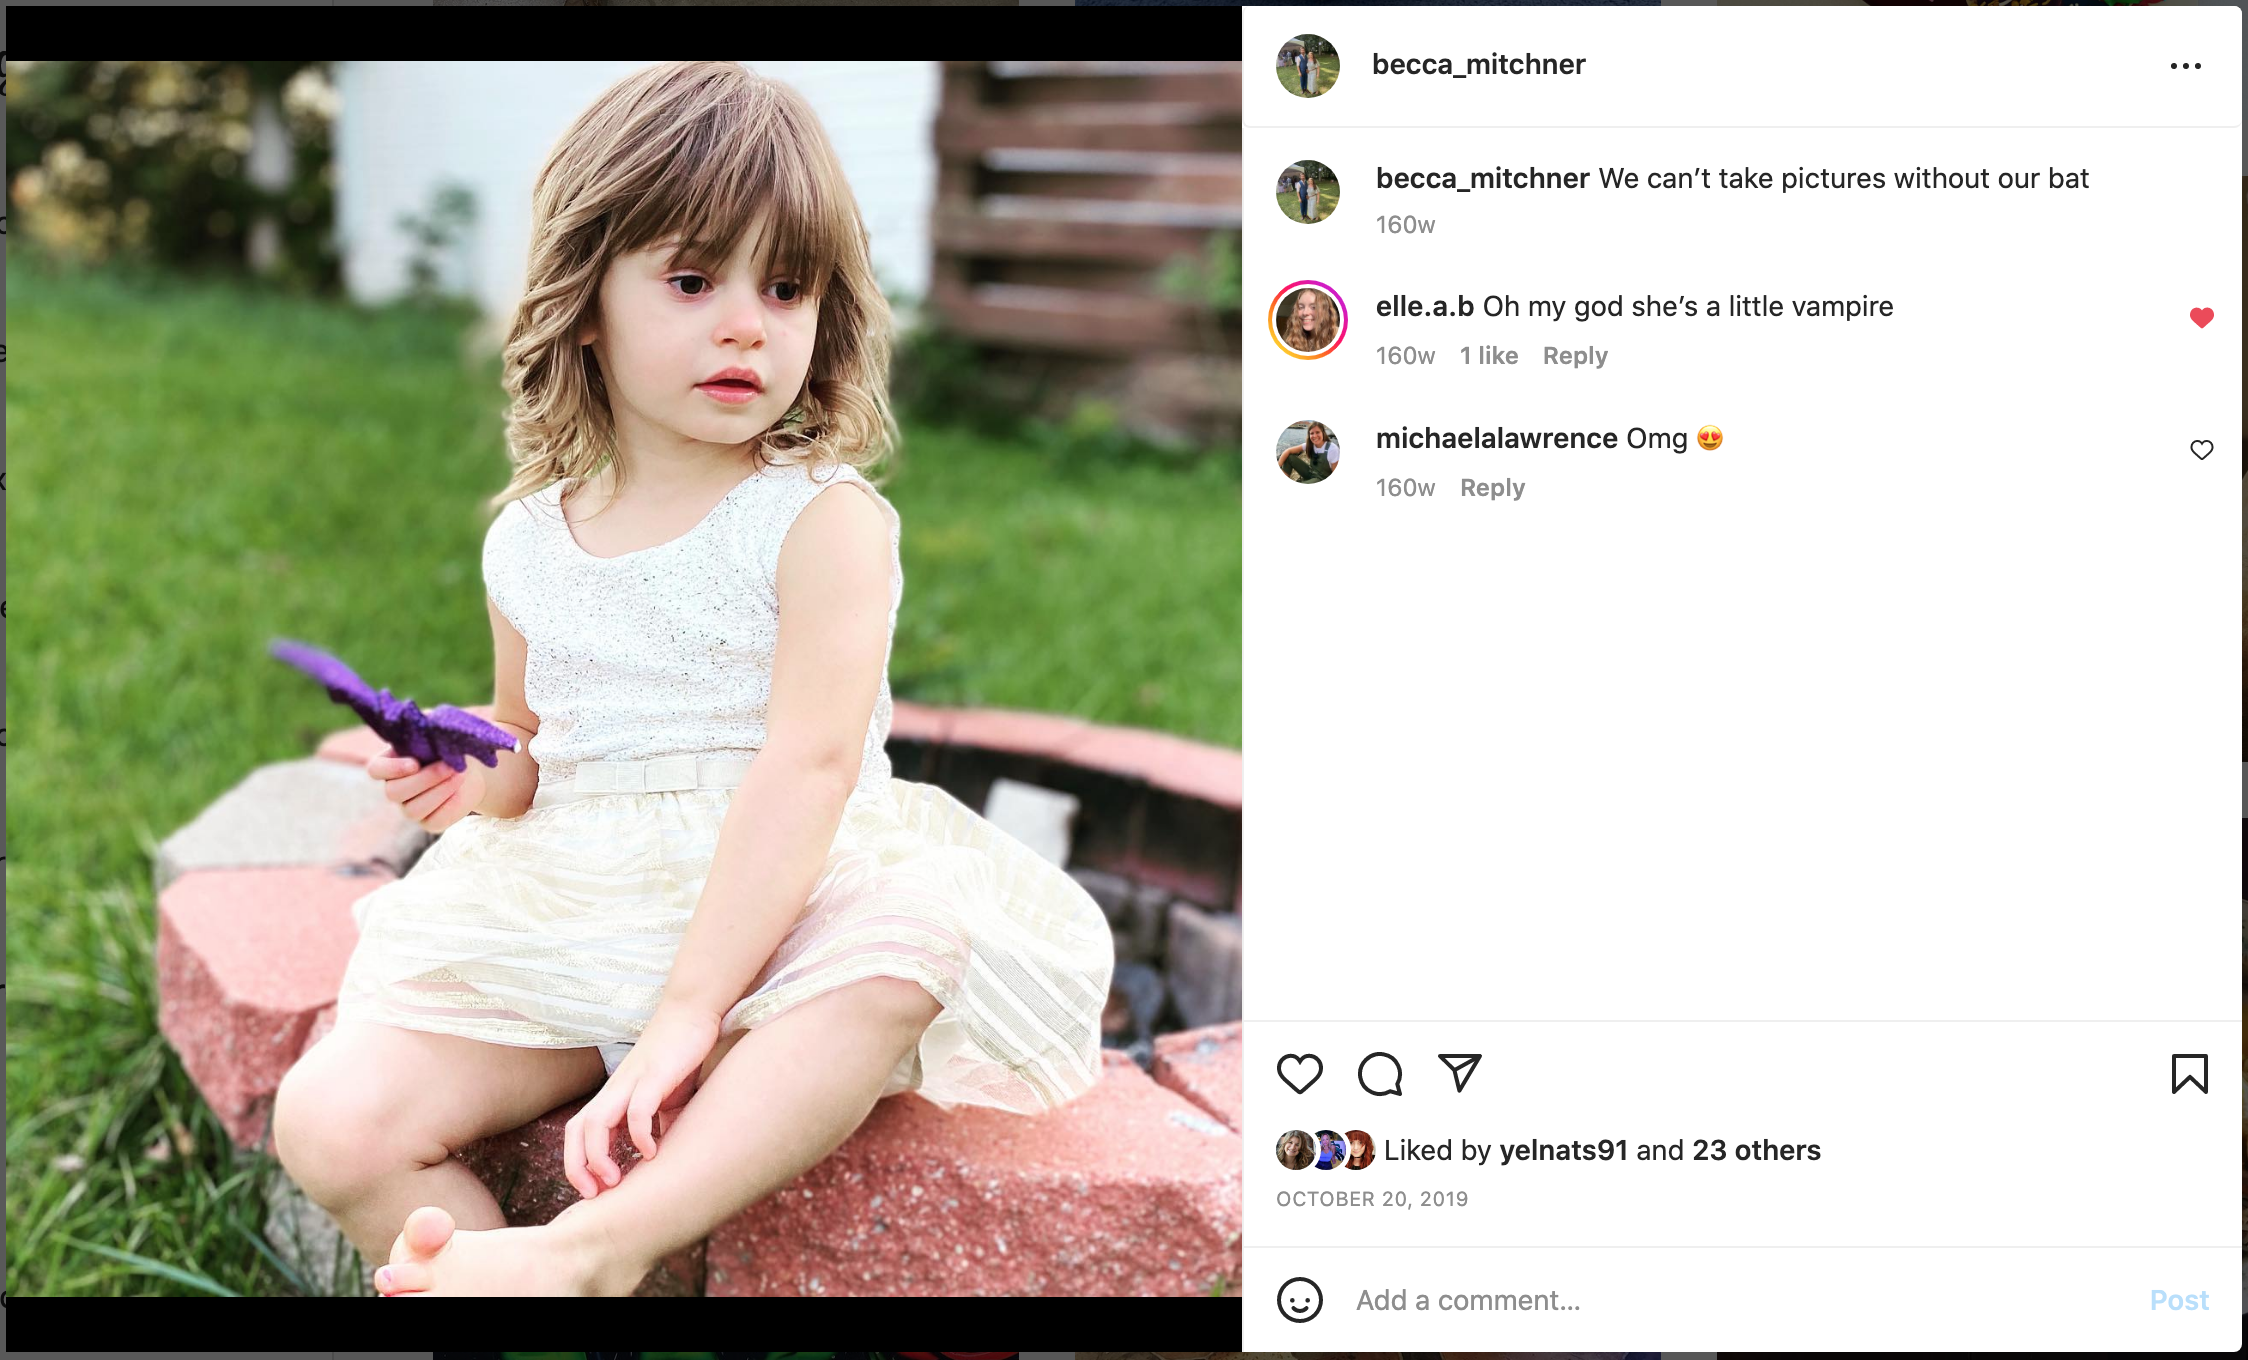 becca_mitchner
becca_mitchner We can’t take pictures without our bat
160w
elle.a.b Oh my god she’s a little vampire
160w 1 like Reply
michaelalawrence Omg 😍
160w Reply
Liked by yelnats91 and 23 others
OCTOBER 20, 2019
Add a comment... Post